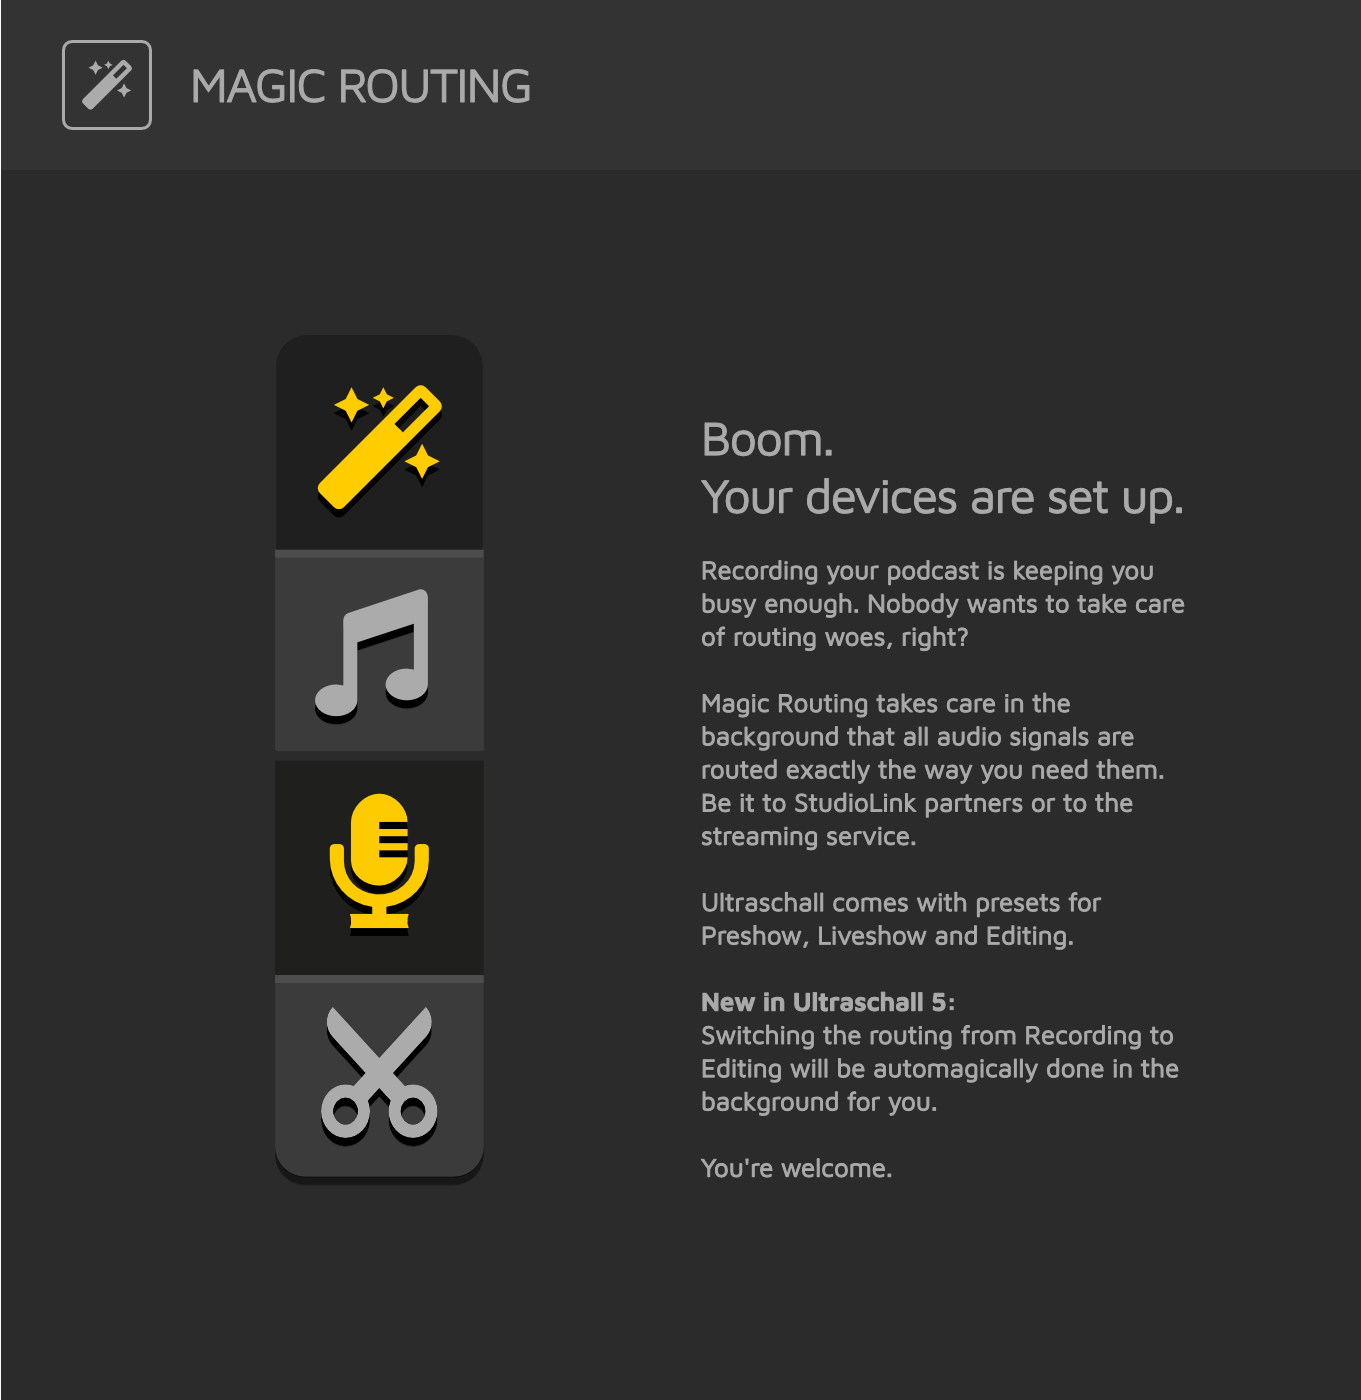 MAGIC ROUTING
Boom.
Your devices are set up.
Recording your podcast is keeping you
busy enough. Nobody wants to take care
of routing woes, right?
Magic Routing takes care in the
background that all audio signals are
routed exactly the way you need them.
Be it to StudioLink partners or to the
streaming service.
Ultraschall comes with presets for
Preshow, Liveshow and Editing.
New in Ultraschall 5:
Switching the routing from Recording to
Editing will be automagically done in the
background for you.
You're welcome.